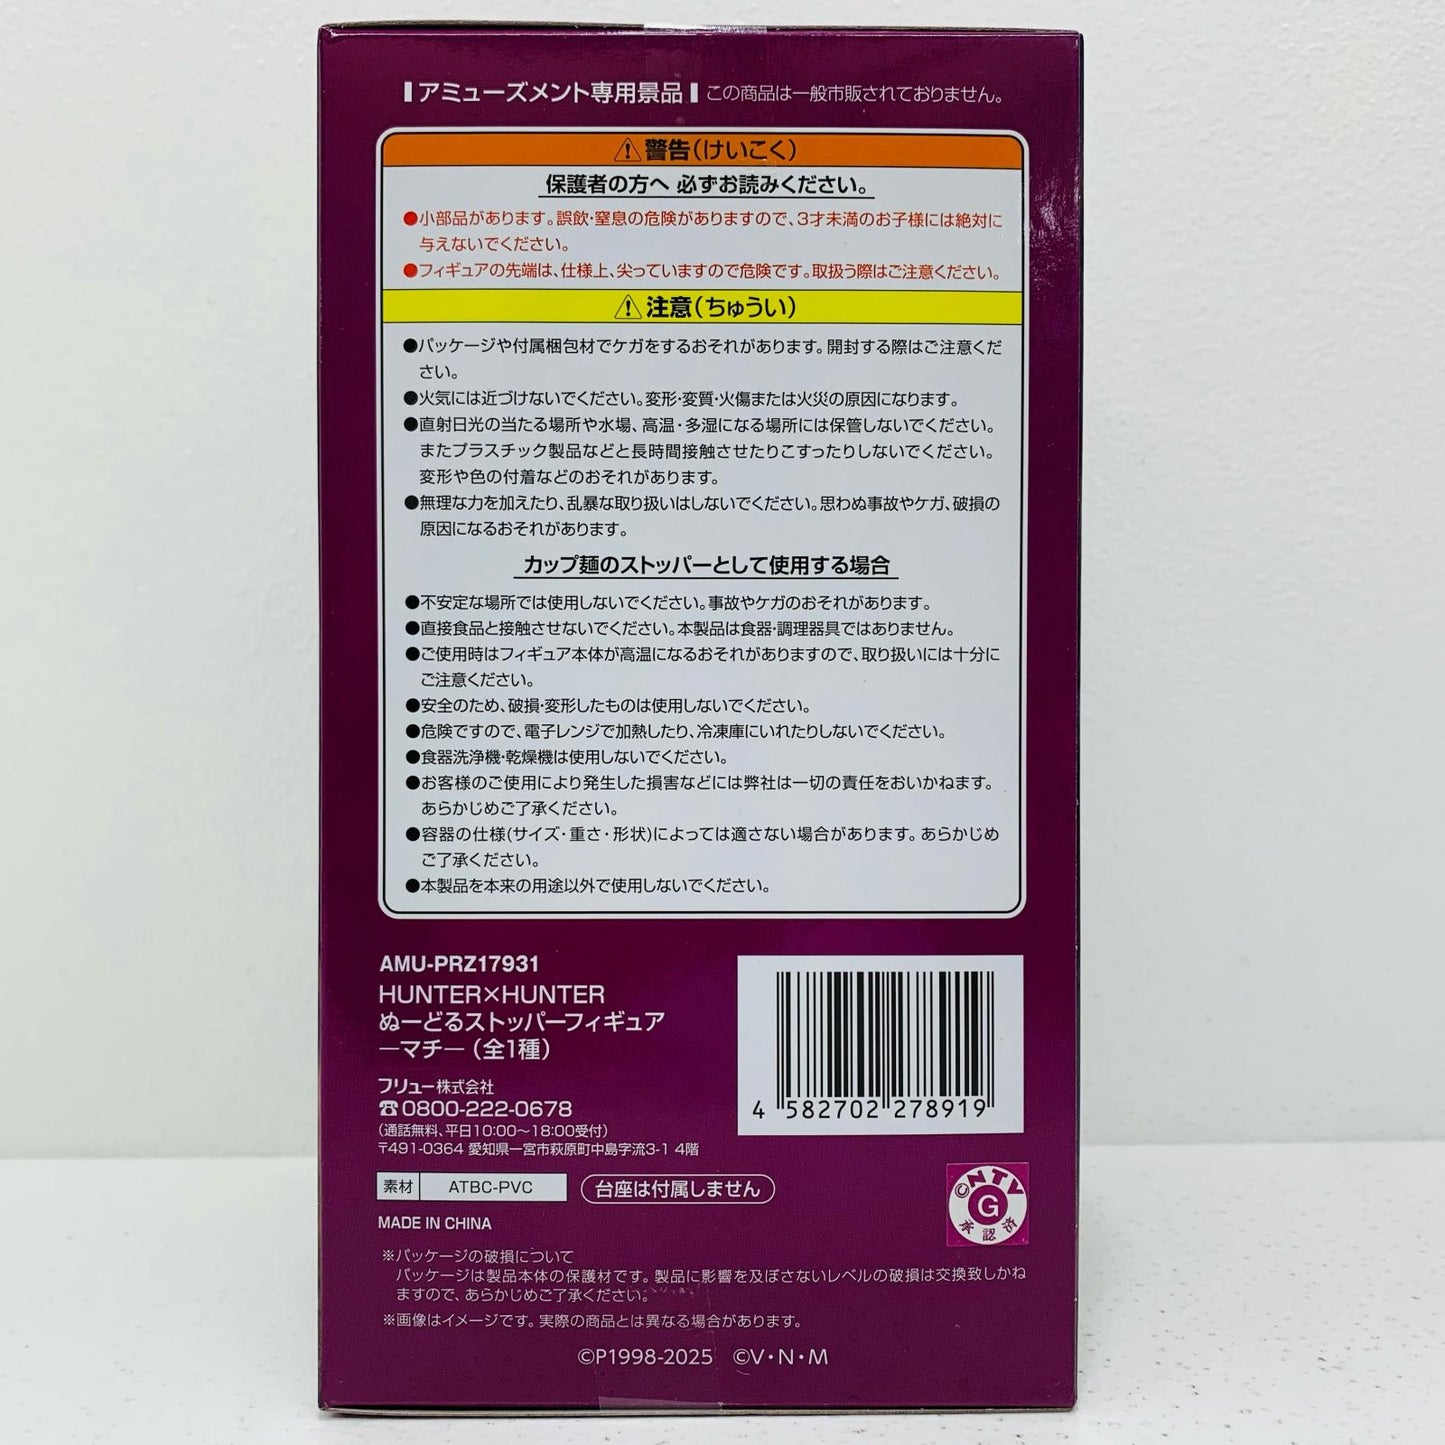 アミューズメント専用景品 この商品は一般市販されておりません。
⚠警告(けいこく)
保護者の方へ 必ずお読みください。
●小部品があります。誤飲・窒息の危険がありますので、3才未満のお子様には絶対に
与えないでください。
●フィギュアの先端は、仕様上、尖っていますので危険です。取扱う際はご注意ください。
⚠注意(ちゅうい)
●パッケージや付属梱包材でケガをするおそれがあります。開封する際はご注意くだ
さい。
●火気には近づけないでください。変形・変質・火傷または火災の原因になります。
●直射日光の当たる場所や水場、高温・多湿になる場所には保管しないでください。
またプラスチック製品などと長時間接触させたりこすったりしないでください。
変形や色の付着などのおそれがあります。
●無理な力を加えたり、乱暴な取り扱いはしないでください。思わぬ事故やケガ、破損の
原因になるおそれがあります。
カップ麺のストッパーとして使用する場合
●不安定な場所では使用しないでください。事故やケガのおそれがあります。
●直接食品と接触させないでください。本製品は食器・調理器具ではありません。
●ご使用時はフィギュア本体が高温になるおそれがありますので、取り扱いには十分に
ご注意ください。
●安全のため、破損・変形したものは使用しないでください。
●危険ですので、電子レンジで加熱したり、冷凍庫にいれたりしないでください。
●食器洗浄機・乾燥機は使用しないでください。
●お客様のご使用により発生した損害などには弊社は一切の責任をおいかねます。
あらかじめご了承ください。
●容器の仕様(サイズ・重さ・形状)によっては適さない場合があります。あらかじめ
ご了承ください。
●本製品を本来の用途以外で使用しないでください。
AMU-PRZ17931
HUNTER×HUNTER
ぬーどるストッパーフィギュア
―マチ―(全1種)
フリュー株式会社
☎0800-222-0678
(通話無料、平日10:00〜18:00受付)
〒491-0364 愛知県一宮市萩原町中島字流3-1 4階
4 582702 278919
素材 ATBC-PVC 台座は付属しません
MADE IN CHINA
©NTV
G
承認済
※パッケージの破損について
パッケージは製品本体の保護材です。製品に影響を及ぼさないレベルの破損は交換致しかね
ますので、あらかじめご了承ください。
※画像はイメージです。実際の商品とは異なる場合があります。
©P1998-2025 ©V・N・M